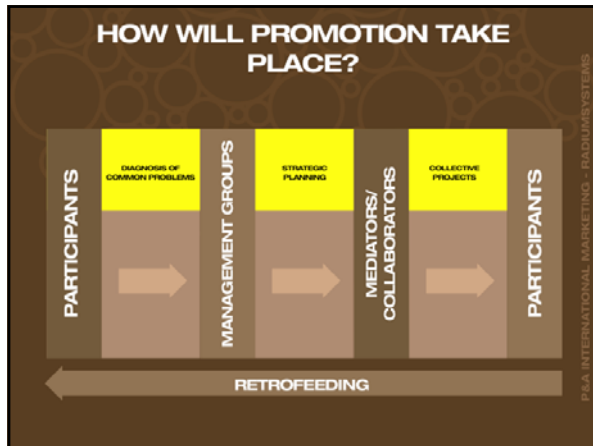 HOW WILL PROMOTION TAKE
PLACE?
PARTICIPANTS
DIAGNOSIS OF
COMMON PROBLEMS
MANAGEMENT GROUPS
STRATEGIC
PLANNING
MEDIATORS/
COLLABORATORS
COLLECTIVE
PROJECTS
PARTICIPANTS
RETROFEEDING
P&A INTERNATIONAL MARKETING - RADIUMSYSTEMS